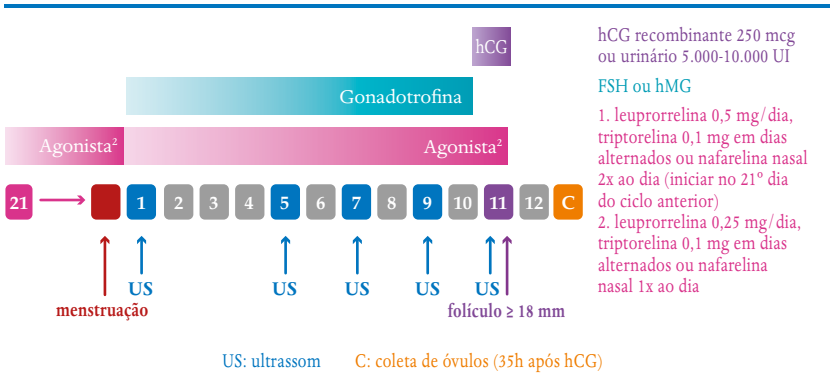 hCG
hCG recombinante 250 mcg
ou urinário 5.000-10.000 UI
Gonadotrofina
FSH ou hMG
Agonista²
Agonista²
1. leuprorrelina 0,5 mg/dia,
triptorelina 0,1 mg em dias
alternados ou nafarelina nasal
2x ao dia (iniciar no 21º dia
do ciclo anterior)
2. leuprorrelina 0,25 mg/dia,
triptorelina 0,1 mg em dias
alternados ou nafarelina
nasal 1x ao dia
21 1 2 3 4 5 6 7 8 9 10 11 12 C
US US US US US
menstruação
folículo ≥ 18 mm
US: ultrassom C: coleta de óvulos (35h após hCG)